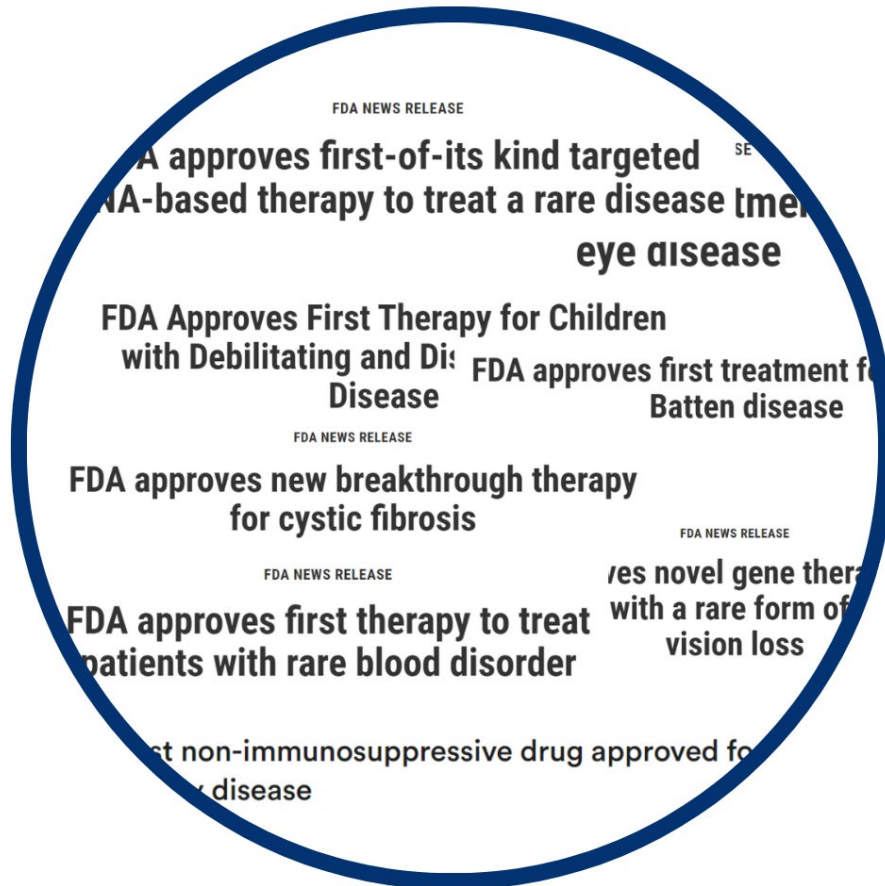 FDA NEWS RELEASE
A approves first-of-its kind targeted
NA-based therapy to treat a rare disease
SE
eye disease
FDA Approves First Therapy for Children
with Debilitating and
Disease
FDA approves first treatment
Batten disease
FDA NEWS RELEASE
FDA approves new breakthrough therapy
for cystic fibrosis
FDA NEWS RELEASE
FDA approves first therapy to treat
patients with rare blood disorder
FDA NEWS RELEASE
novel gene
with a rare form of
vision loss
non-immunosuppressive drug approved
disease